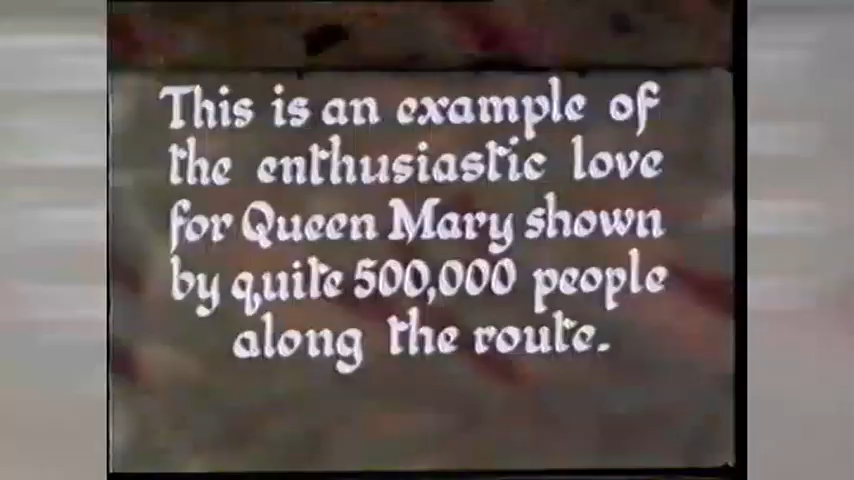 This is an example of
the enthusiastic love
for Queen Mary shown
by quite 500,000 people
along the route.